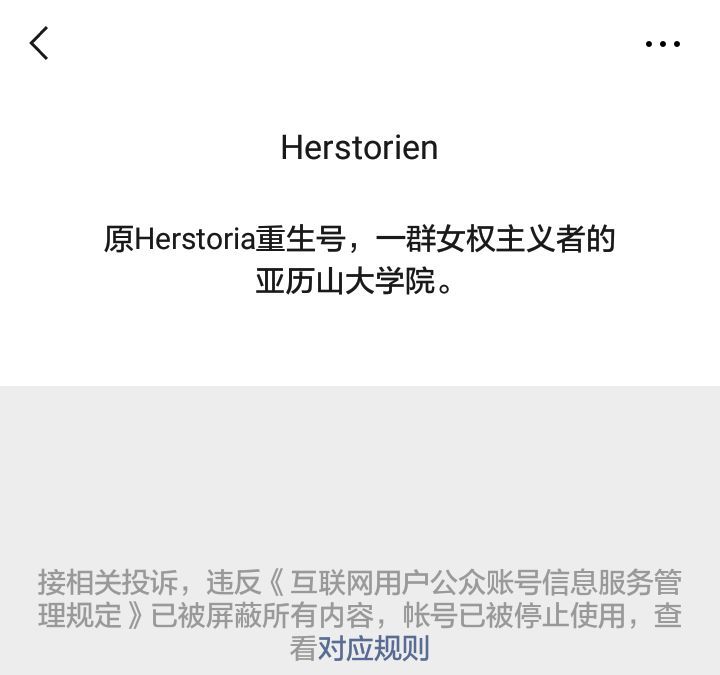 Herstorien
原Herstoria重生号，一群女权主义者的
亚历山大学院。
接相关投诉，违反《互联网用户公众账号信息服务管
理规定》已被屏蔽所有内容，帐号已被停止使用，查
看对应规则